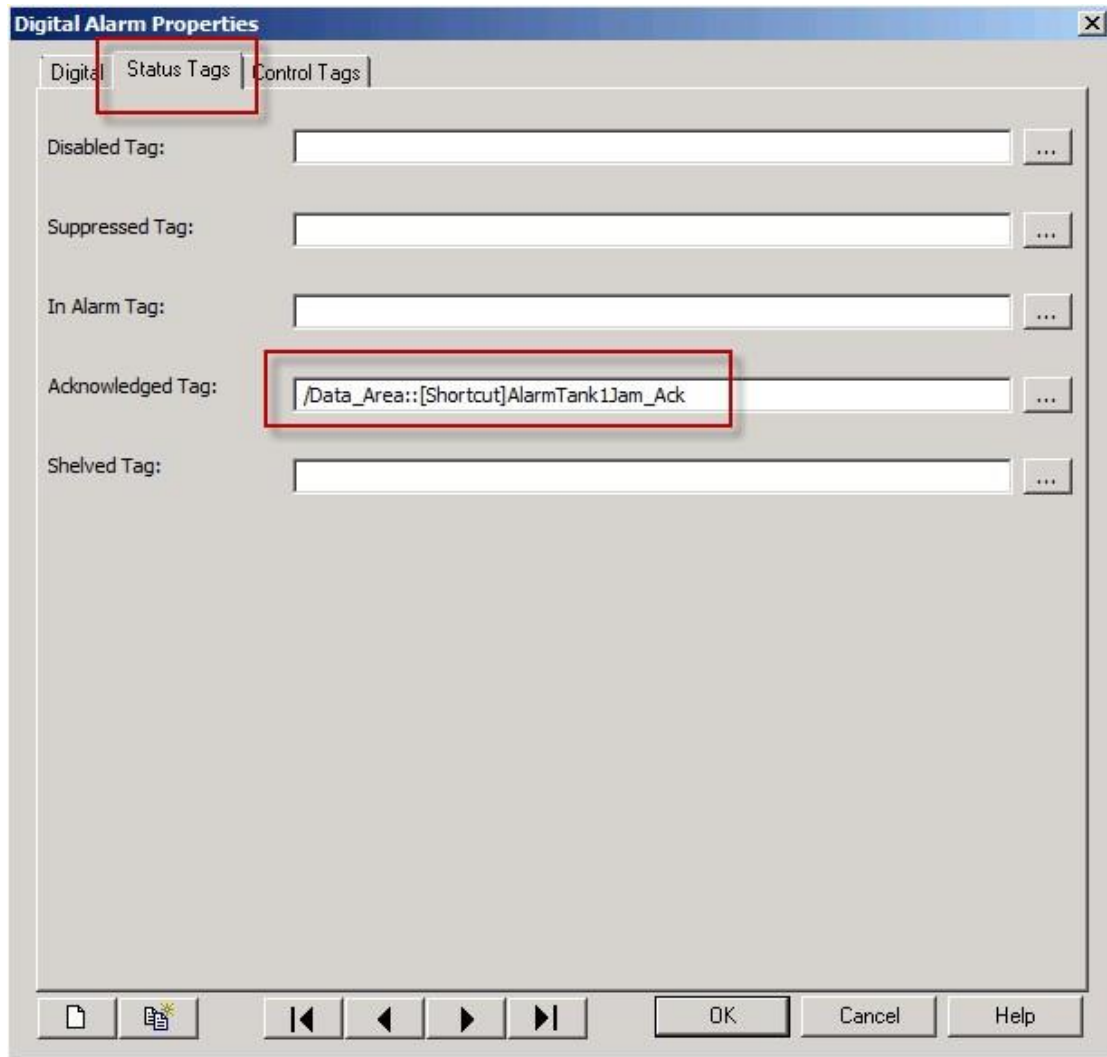 Digital Alarm Properties
Digital Status Tags Control Tags
Disabled Tag: ...
Suppressed Tag: ...
In Alarm Tag: ...
Acknowledged Tag: /Data_Area::[Shortcut]AlarmTank1Jam_Ack ...
Shelved Tag: ...
OK Cancel Help